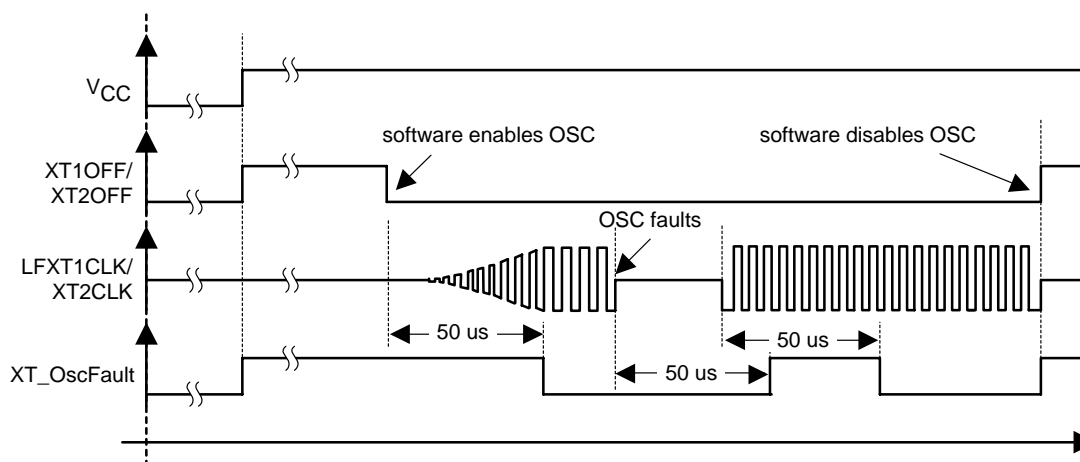 VCC
software enables OSC
software disables OSC
XT1OFF/
XT2OFF
OSC faults
LFXT1CLK/
XT2CLK
50 us
50 us
50 us
XT_OscFault